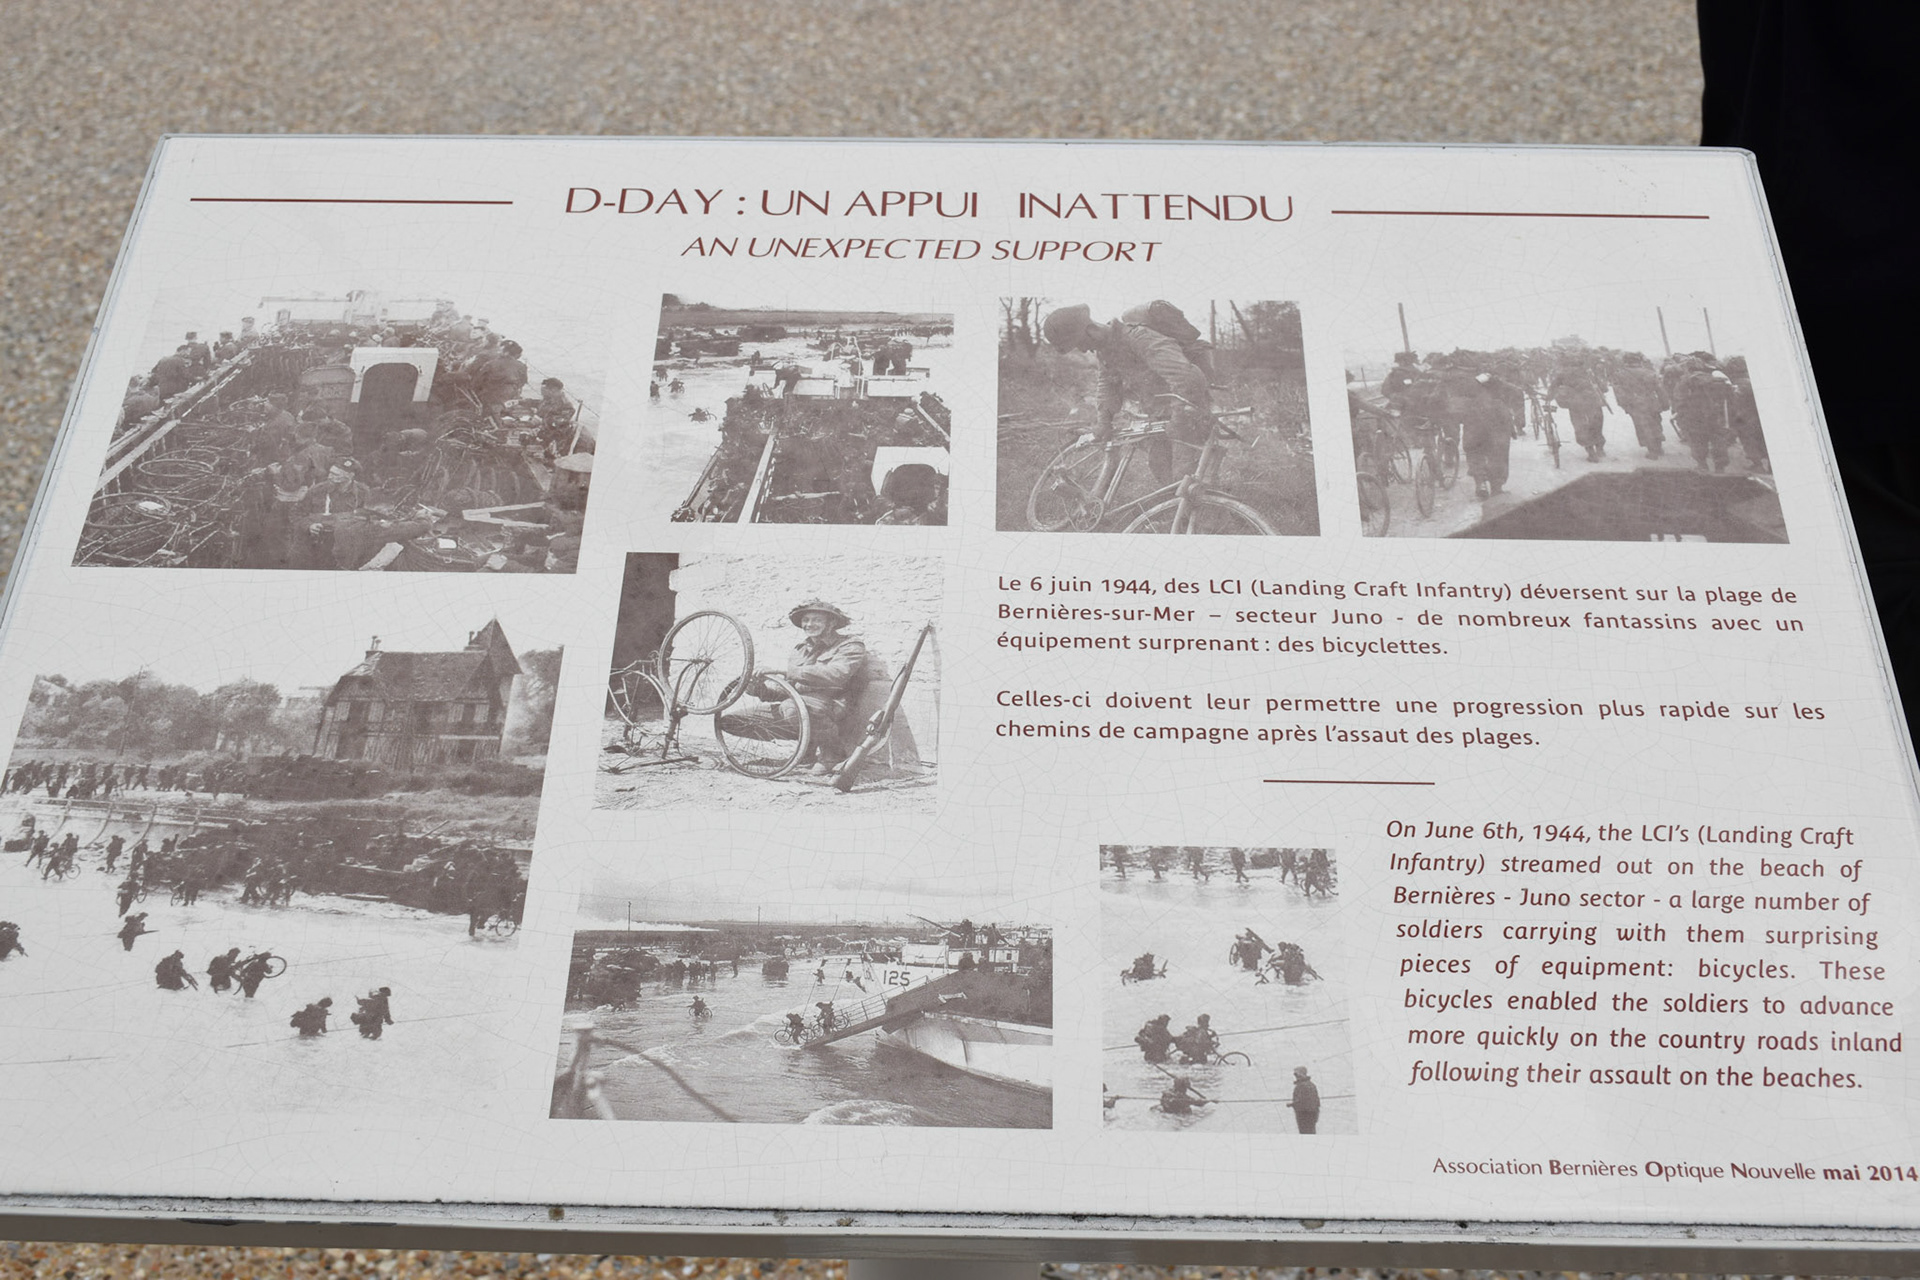 D-DAY : UN APPUI INATTENDU
AN UNEXPECTED SUPPORT
Le 6 juin 1944, des LCI (Landing Craft Infantry) déversent sur la plage de
Bernières-sur-Mer – secteur Juno - de nombreux fantassins avec un
équipement surprenant : des bicyclettes.
Celles-ci doivent leur permettre une progression plus rapide sur les
chemins de campagne après l'assaut des plages.
On June 6th, 1944, the LCI's (Landing Craft
Infantry) streamed out on the beach of
Bernières - Juno sector - a large number of
soldiers carrying with them surprising
pieces of equipment: bicycles. These
bicycles enabled the soldiers to advance
more quickly on the country roads inland
following their assault on the beaches.
125
Association Bernières Optique Nouvelle mai 2014